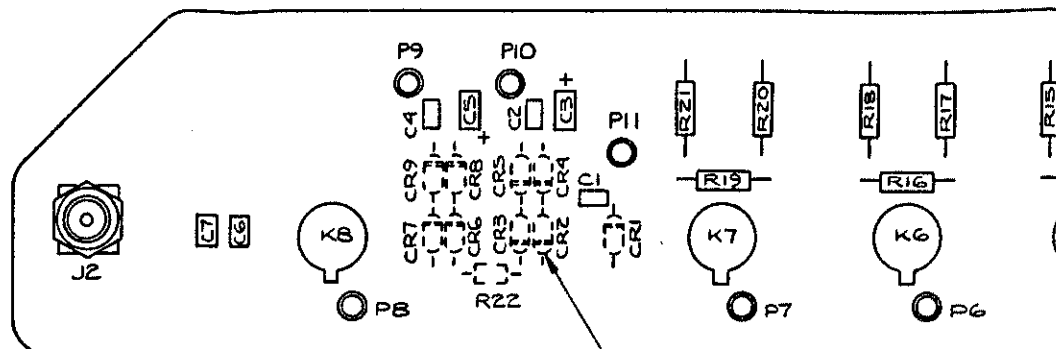 P9
P10
C4
C5
+
C2
C3
+
P11
R21
R20
R18
R17
R15
CR9
CR8
CR5
CR4
C1
R19
R16
J2
C7
C6
K8
CR7
CR6
CR3
CR2
CR1
K7
K6
R22
P8
P7
P6